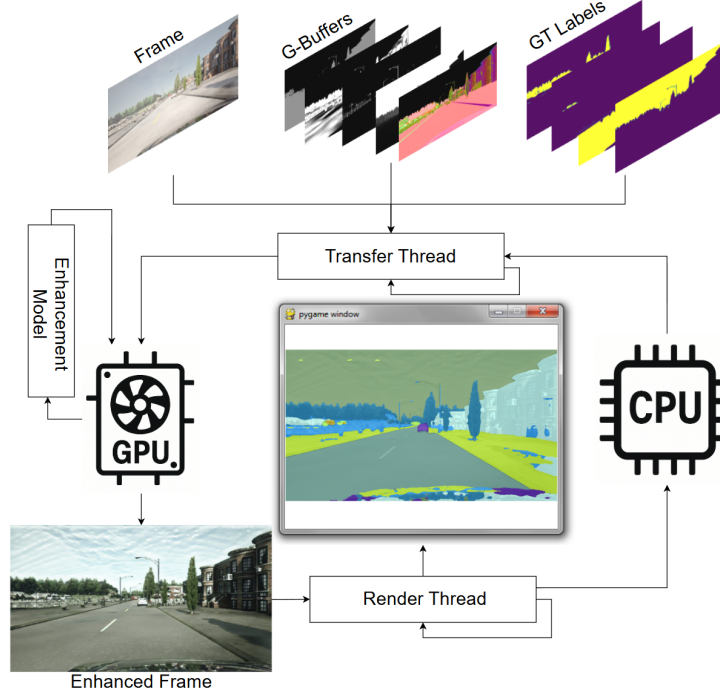 Frame
G-Buffers
GT Labels
Transfer Thread
Enhancement
Model
pygame window
GPU
CPU
Render Thread
Enhanced Frame